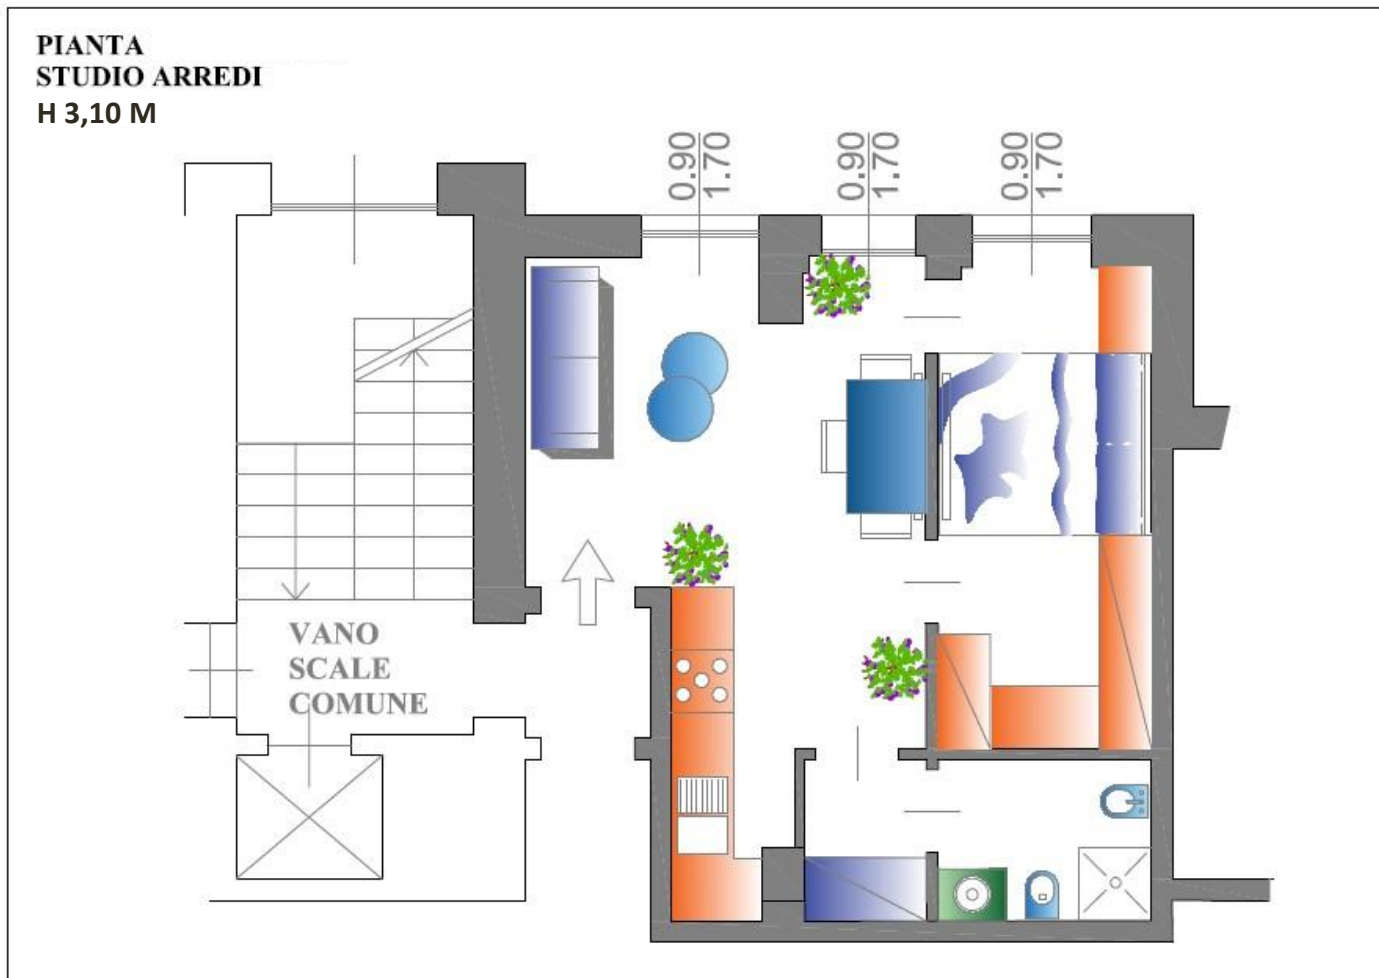 PIANTA
STUDIO ARREDI
H 3,10 M
0.90
1.70
0.90
1.70
0.90
1.70
VANO
SCALE
COMUNE